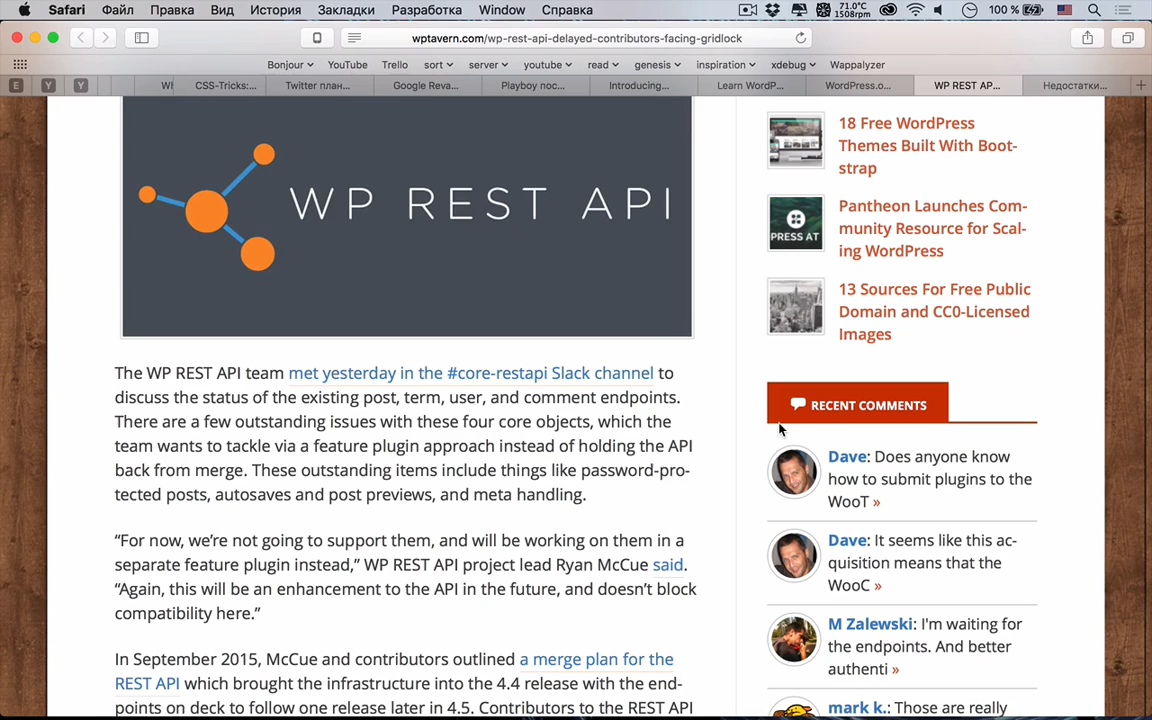 Safari Файл Правка Вид История Закладки Разработка Window Справка 71.0°C 1508rpm 100 %
wptavern.com/wp-rest-api-delayed-contributors-facing-gridlock
Bonjour YouTube Trello sort server youtube read genesis inspiration xdebug Wappalyzer
E Y Y WI CSS-Tricks:... Twitter план... Google Reva... Playboy пос... Introducing... Learn WordP... WordPress.o... WP REST AP... Недостатки...
WP REST API
The WP REST API team met yesterday in the #core-restapi Slack channel to
discuss the status of the existing post, term, user, and comment endpoints.
There are a few outstanding issues with these four core objects, which the
team wants to tackle via a feature plugin approach instead of holding the API
back from merge. These outstanding items include things like password-pro-
tected posts, autosaves and post previews, and meta handling.
“For now, we’re not going to support them, and will be working on them in a
separate feature plugin instead,” WP REST API project lead Ryan McCue said.
“Again, this will be an enhancement to the API in the future, and doesn’t block
compatibility here.”
In September 2015, McCue and contributors outlined a merge plan for the
REST API which brought the infrastructure into the 4.4 release with the end-
points on deck to follow one release later in 4.5. Contributors to the REST API
18 Free WordPress
Themes Built With Boot-
strap
PRESS AT
Pantheon Launches Com-
munity Resource for Scal-
ing WordPress
13 Sources For Free Public
Domain and CC0-Licensed
Images
RECENT COMMENTS
Dave: Does anyone know
how to submit plugins to the
WooT »
Dave: It seems like this ac-
quisition means that the
WooC »
M Zalewski: I'm waiting for
the endpoints. And better
authenti »
mark k.: Those are really